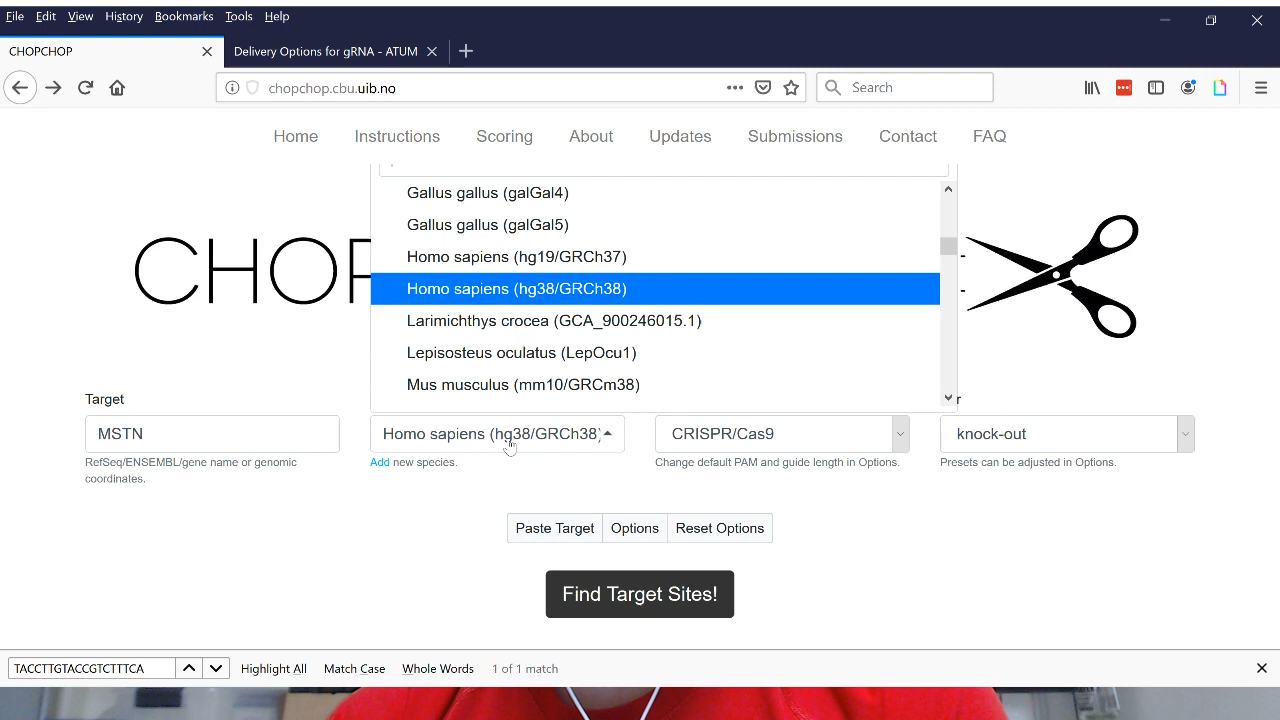 File Edit View History Bookmarks Tools Help
CHOPCHOP
Delivery Options for gRNA - ATUM
chopchop.cbu.uib.no
Search
Home Instructions Scoring About Updates Submissions Contact FAQ
Gallus gallus (galGal4)
Gallus gallus (galGal5)
Homo sapiens (hg19/GRCh37)
Homo sapiens (hg38/GRCh38)
Larimichthys crocea (GCA_900246015.1)
Lepisosteus oculatus (LepOcu1)
Mus musculus (mm10/GRCm38)
CHOP
Target
MSTN
Homo sapiens (hg38/GRCh38)
CRISPR/Cas9
knock-out
RefSeq/ENSEMBL/gene name or genomic
coordinates.
Add new species.
Change default PAM and guide length in Options.
Presets can be adjusted in Options.
Paste Target Options Reset Options
Find Target Sites!
TACCTTGTACCGTCTTTCA
Highlight All Match Case Whole Words 1 of 1 match